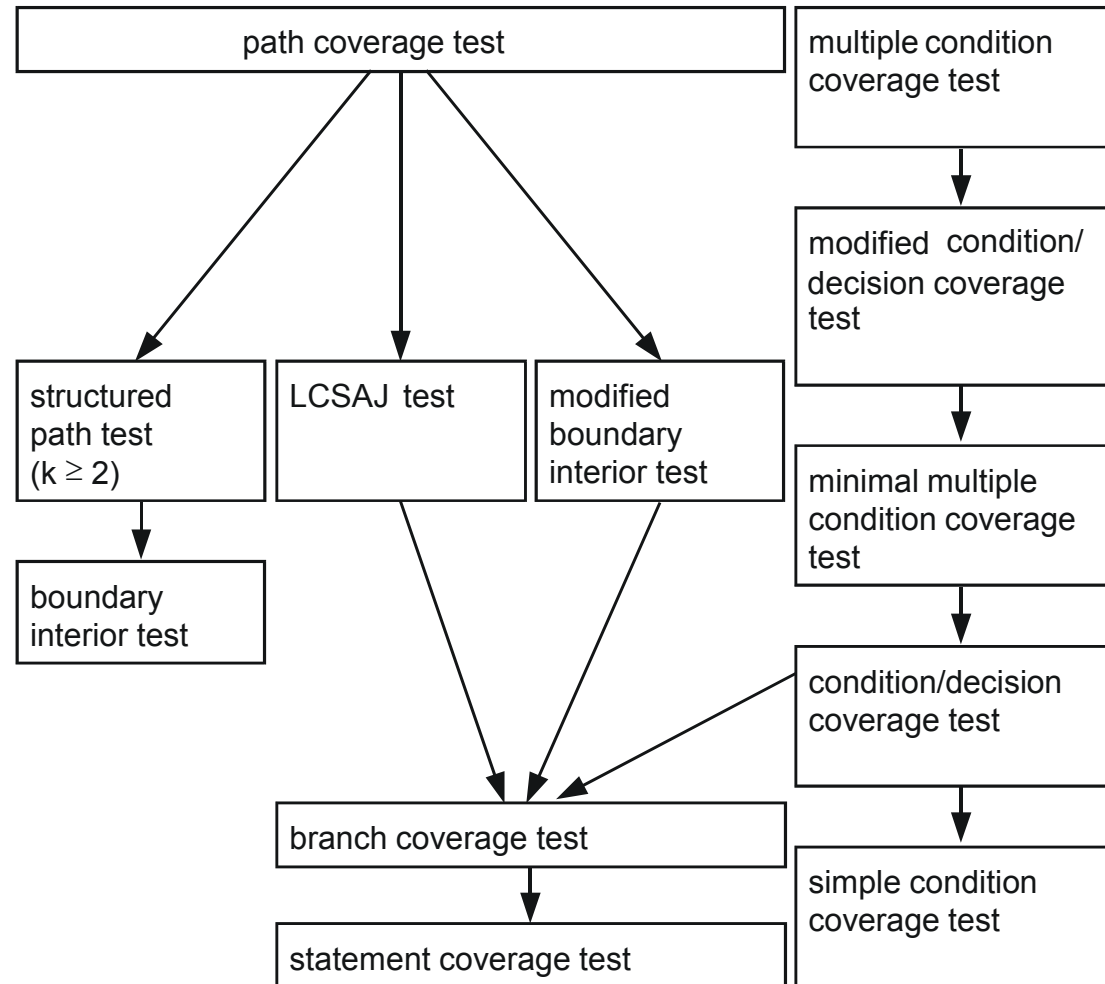 path coverage test
multiple condition
coverage test
modified condition/
decision coverage
test
structured
path test
(k ≥ 2)
LCSAJ test
modified
boundary
interior test
minimal multiple
condition coverage
test
boundary
interior test
condition/decision
coverage test
branch coverage test
simple condition
coverage test
statement coverage test